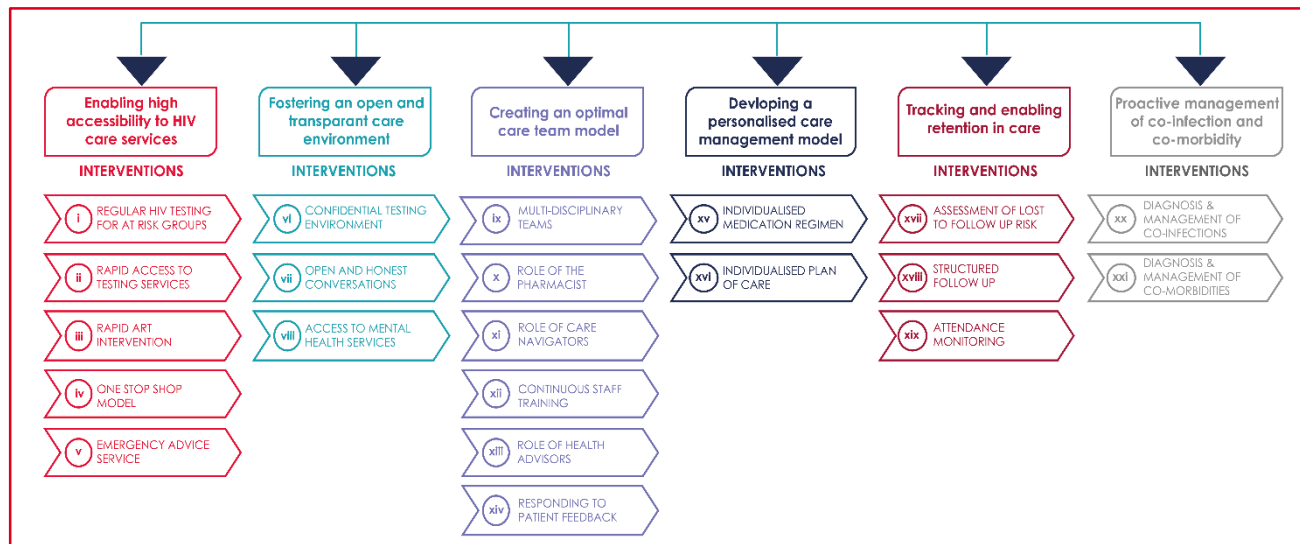 Enabling high
accessibility to HIV
care services
INTERVENTIONS
i
REGULAR HIV TESTING
FOR AT RISK GROUPS
ii
RAPID ACCESS TO
TESTING SERVICES
iii
RAPID ART
INTERVENTION
iv
ONE STOP SHOP
MODEL
v
EMERGENCY ADVICE
SERVICE
Fostering an open and
transparant care
environment
INTERVENTIONS
vi
CONFIDENTIAL TESTING
ENVIRONMENT
vii
OPEN AND HONEST
CONVERSATIONS
viii
ACCESS TO MENTAL
HEALTH SERVICES
Creating an optimal
care team model
INTERVENTIONS
ix
MULTI-DISCIPLINARY
TEAMS
x
ROLE OF THE
PHARMACIST
xi
ROLE OF CARE
NAVIGATORS
xii
CONTINUOUS STAFF
TRAINING
xiii
ROLE OF HEALTH
ADVISORS
xiv
RESPONDING TO
PATIENT FEEDBACK
Devloping a
personalised care
management model
INTERVENTIONS
xv
INDIVIDUALISED
MEDICATION REGIMEN
xvi
INDIVIDUALISED PLAN
OF CARE
Tracking and enabling
retention in care
INTERVENTIONS
xvii
ASSESSMENT OF LOST
TO FOLLOW UP RISK
xviii
STRUCTURED
FOLLOW UP
xix
ATTENDANCE
MONITORING
Proactive management
of co-infection and
co-morbidity
INTERVENTIONS
xx
DIAGNOSIS &
MANAGEMENT OF
CO-INFECTIONS
xxi
DIAGNOSIS &
MANAGEMENT OF
CO-MORBIDITIES